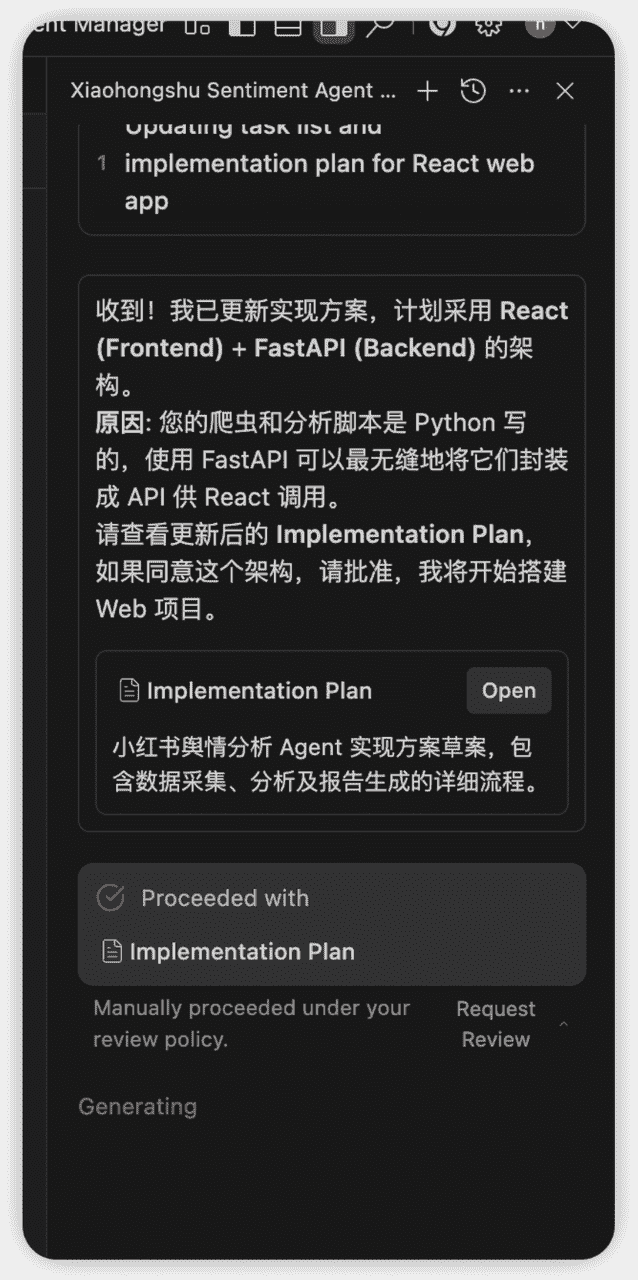 ent Manager
Xiaohongshu Sentiment Agent ...
Updating task list and
1 implementation plan for React web
app
收到！我已更新实现方案，计划采用 React
(Frontend) + FastAPI (Backend) 的架
构。
原因: 您的爬虫和分析脚本是 Python 写
的，使用 FastAPI 可以最无缝地将它们封装
成 API 供 React 调用。
请查看更新后的 Implementation Plan，
如果同意这个架构，请批准，我将开始搭建
Web 项目。
Implementation Plan Open
小红书舆情分析 Agent 实现方案草案，包
含数据采集、分析及报告生成的详细流程。
Proceeded with
Implementation Plan
Manually proceeded under your Request
review policy. Review
Generating